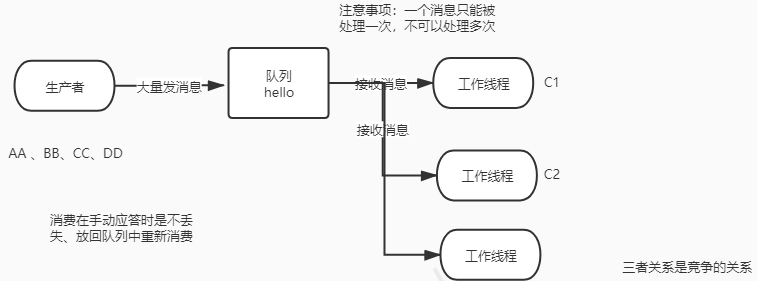 注意事项：一个消息只能被
处理一次，不可以处理多次
生产者
大量发消息
队列
hello
接收消息
工作线程
C1
接收消息
AA 、BB、CC、DD
工作线程
C2
消费在手动应答时是不丢
失、放回队列中重新消费
工作线程
三者关系是竞争的关系